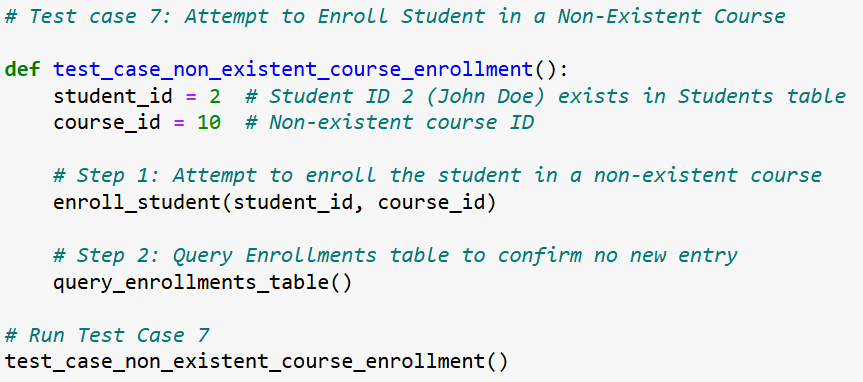 # Test case 7: Attempt to Enroll Student in a Non-Existent Course

def test_case_non_existent_course_enrollment():
    student_id = 2  # Student ID 2 (John Doe) exists in Students table
    course_id = 10  # Non-existent course ID

    # Step 1: Attempt to enroll the student in a non-existent course
    enroll_student(student_id, course_id)

    # Step 2: Query Enrollments table to confirm no new entry
    query_enrollments_table()

# Run Test Case 7
test_case_non_existent_course_enrollment()